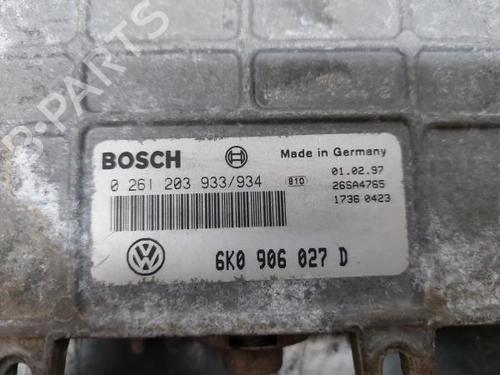 BOSCH
Made in Germany
0 261 203 933/934
810
01.02.97
26SA4765
1736 0423
VW
6K0 906 027 D
B-PARTS